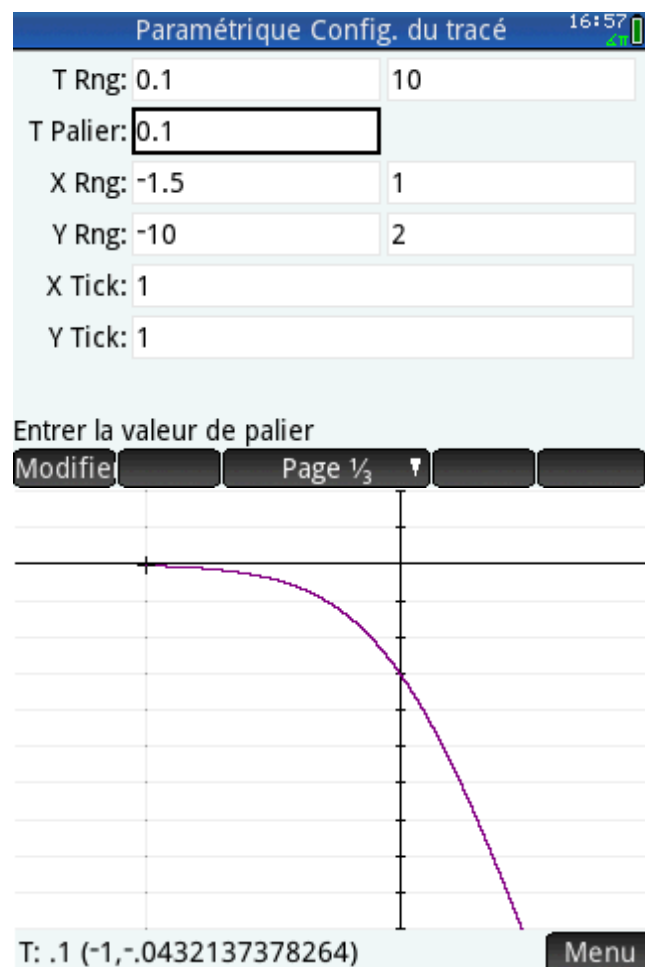 Paramétrique Config. du tracé 16:57
∡π
T Rng: 0.1 10
T Palier: 0.1
X Rng: -1.5 1
Y Rng: -10 2
X Tick: 1
Y Tick: 1
Entrer la valeur de palier
Modifie Page ⅓
T: .1 (-1,-.0432137378264) Menu